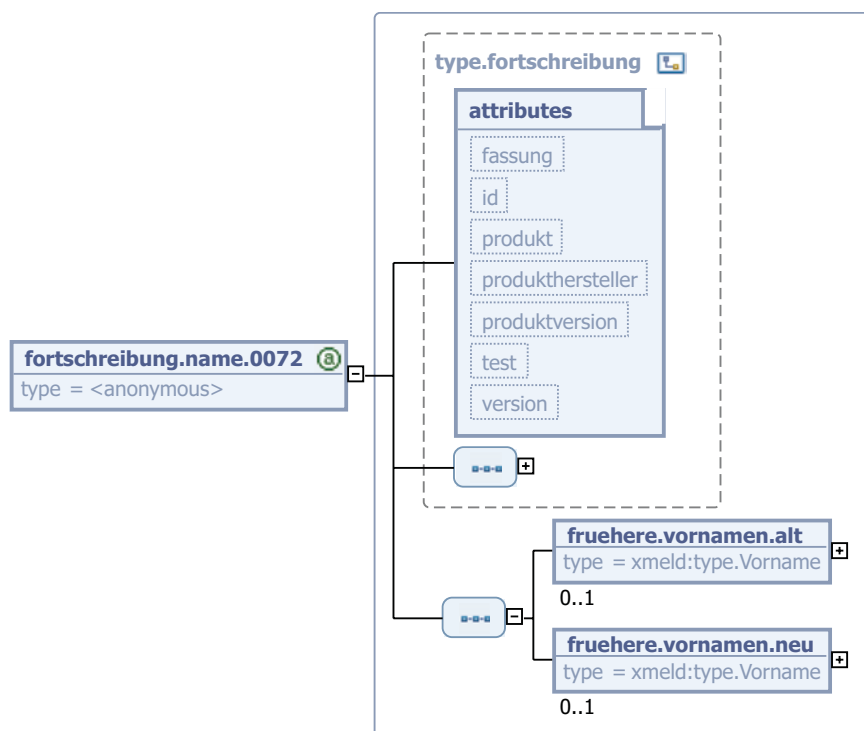 type.fortschreibung
attributes
fassung
id
produkt
produkthersteller
produktversion
test
version
fortschreibung.name.0072 @
type = <anonymous>
fruehere.vornamen.alt
type = xmeld:type.Vorname
0..1
fruehere.vornamen.neu
type = xmeld:type.Vorname
0..1